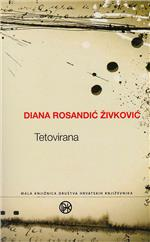 DIANA ROSANDIĆ ŽIVKOVIĆ
Tetovirana
MALA KNJIŽNICA DRUŠTVA HRVATSKIH KNJIŽEVNIKA